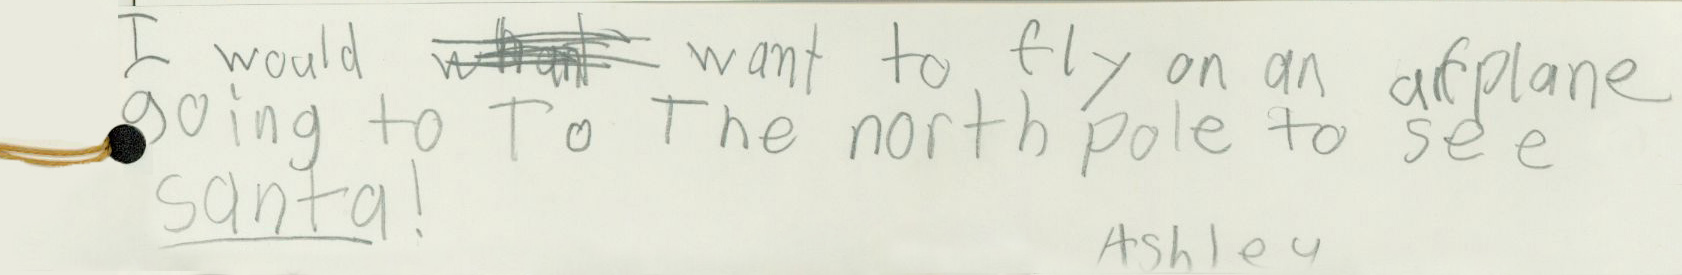 I would want to fly on an airplane
going to To The north pole to see
santa!
Ashley